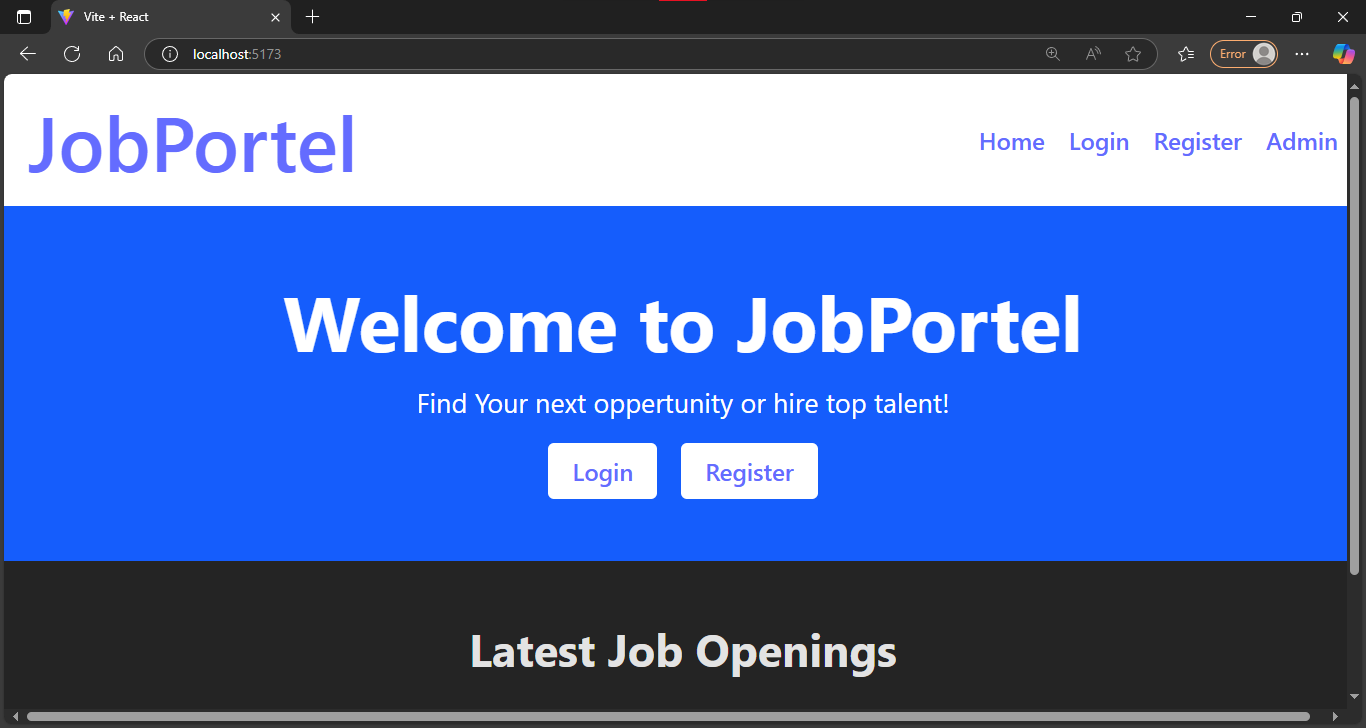 Vite + React
localhost:5173
Error
JobPortel
Home Login Register Admin
Welcome to JobPortel
Find Your next oppertunity or hire top talent!
Login Register
Latest Job Openings